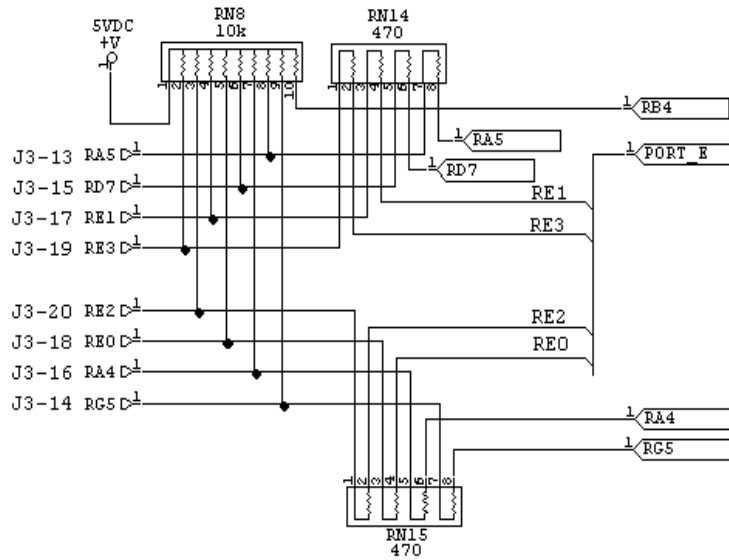 5VDC
+V
1
RN8
10k
1 2 3 4 5 6 7 8 9 10
RN14
470
1 2 3 4 5 6 7 8
1 RB4
1 RA5
1 RD7
1 PORT_E
J3-13 RA5 1
J3-15 RD7 1
J3-17 RE1 1
J3-19 RE3 1
RE1
RE3
J3-20 RE2 1
J3-18 RE0 1
J3-16 RA4 1
J3-14 RG5 1
RE2
RE0
1 RA4
1 RG5
1 2 3 4 5 6 7 8
RN15
470